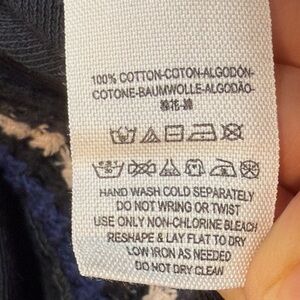 100% COTTON-COTON-ALGODÓN-
COTONE-BAUMWOLLE-ALGODÃO-
棉花-綿
HAND WASH COLD SEPARATELY
DO NOT WRING OR TWIST
USE ONLY NON-CHLORINE BLEACH
RESHAPE & LAY FLAT TO DRY
LOW IRON AS NEEDED
DO NOT DRY CLEAN